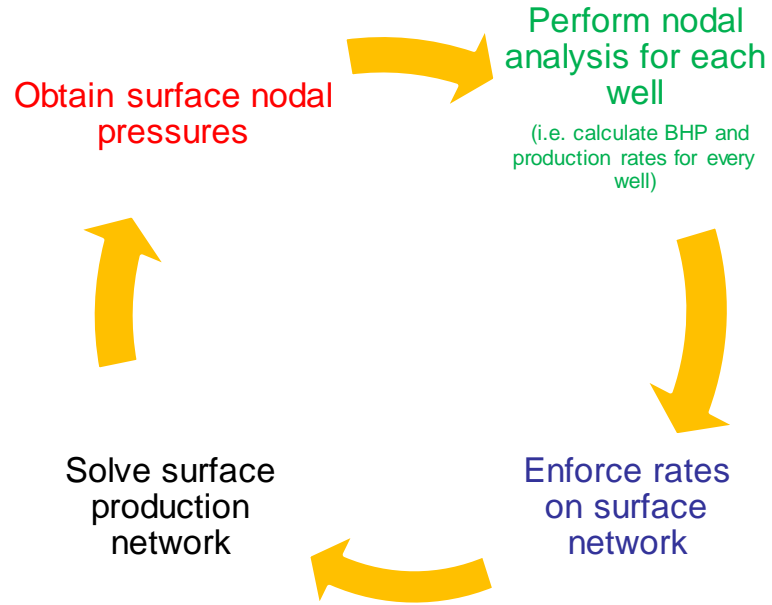 Obtain surface nodal
pressures
Perform nodal
analysis for each
well
(i.e. calculate BHP and
production rates for every
well)
Enforce rates
on surface
network
Solve surface
production
network